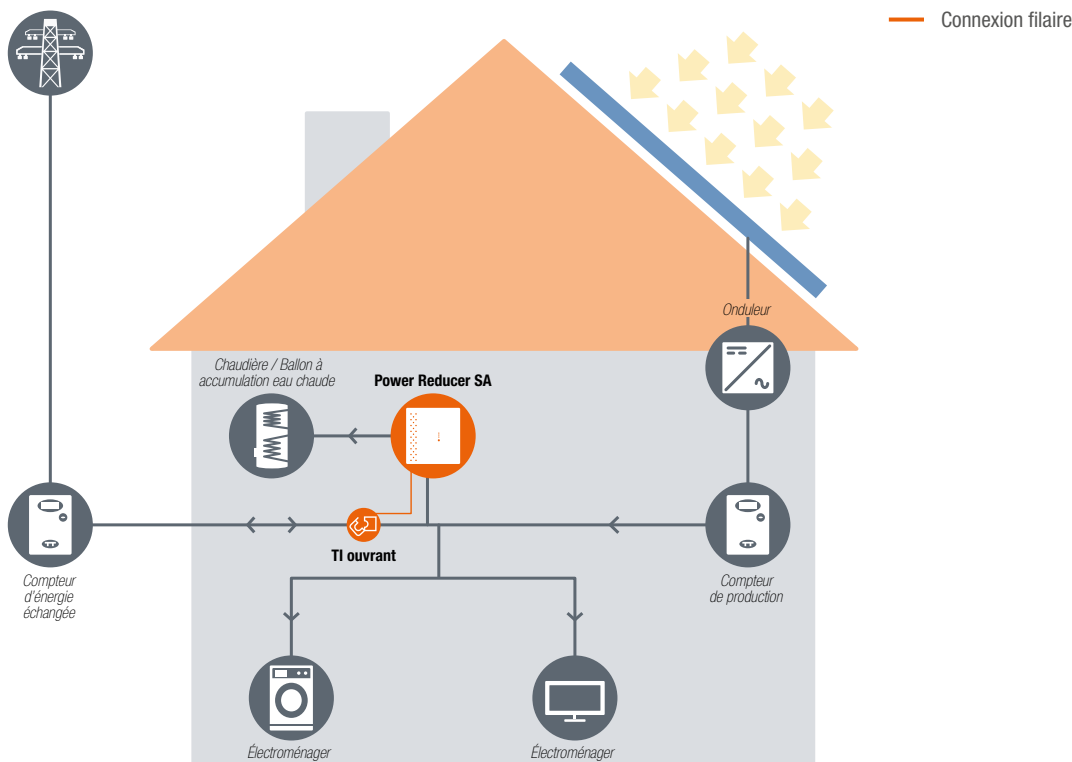 Connexion filaire
Onduleur
Chaudière / Ballon à
accumulation eau chaude
Power Reducer SA
TI ouvrant
Compteur
d'énergie
échangée
Compteur
de production
Électroménager
Électroménager